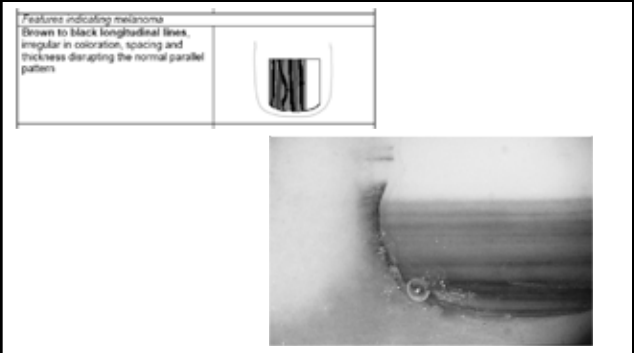 Features indicating melanoma
Brown to black longitudinal lines,
irregular in coloration, spacing and
thickness disrupting the normal parallel
pattern